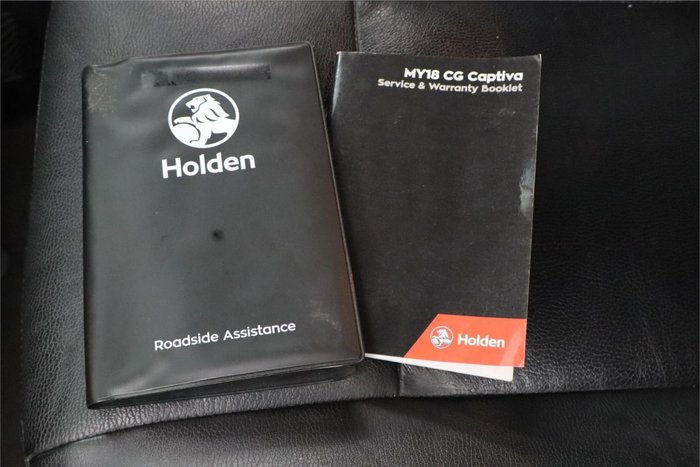 Holden
Roadside Assistance
MY18 CG Captiva
Service & Warranty Booklet
Holden